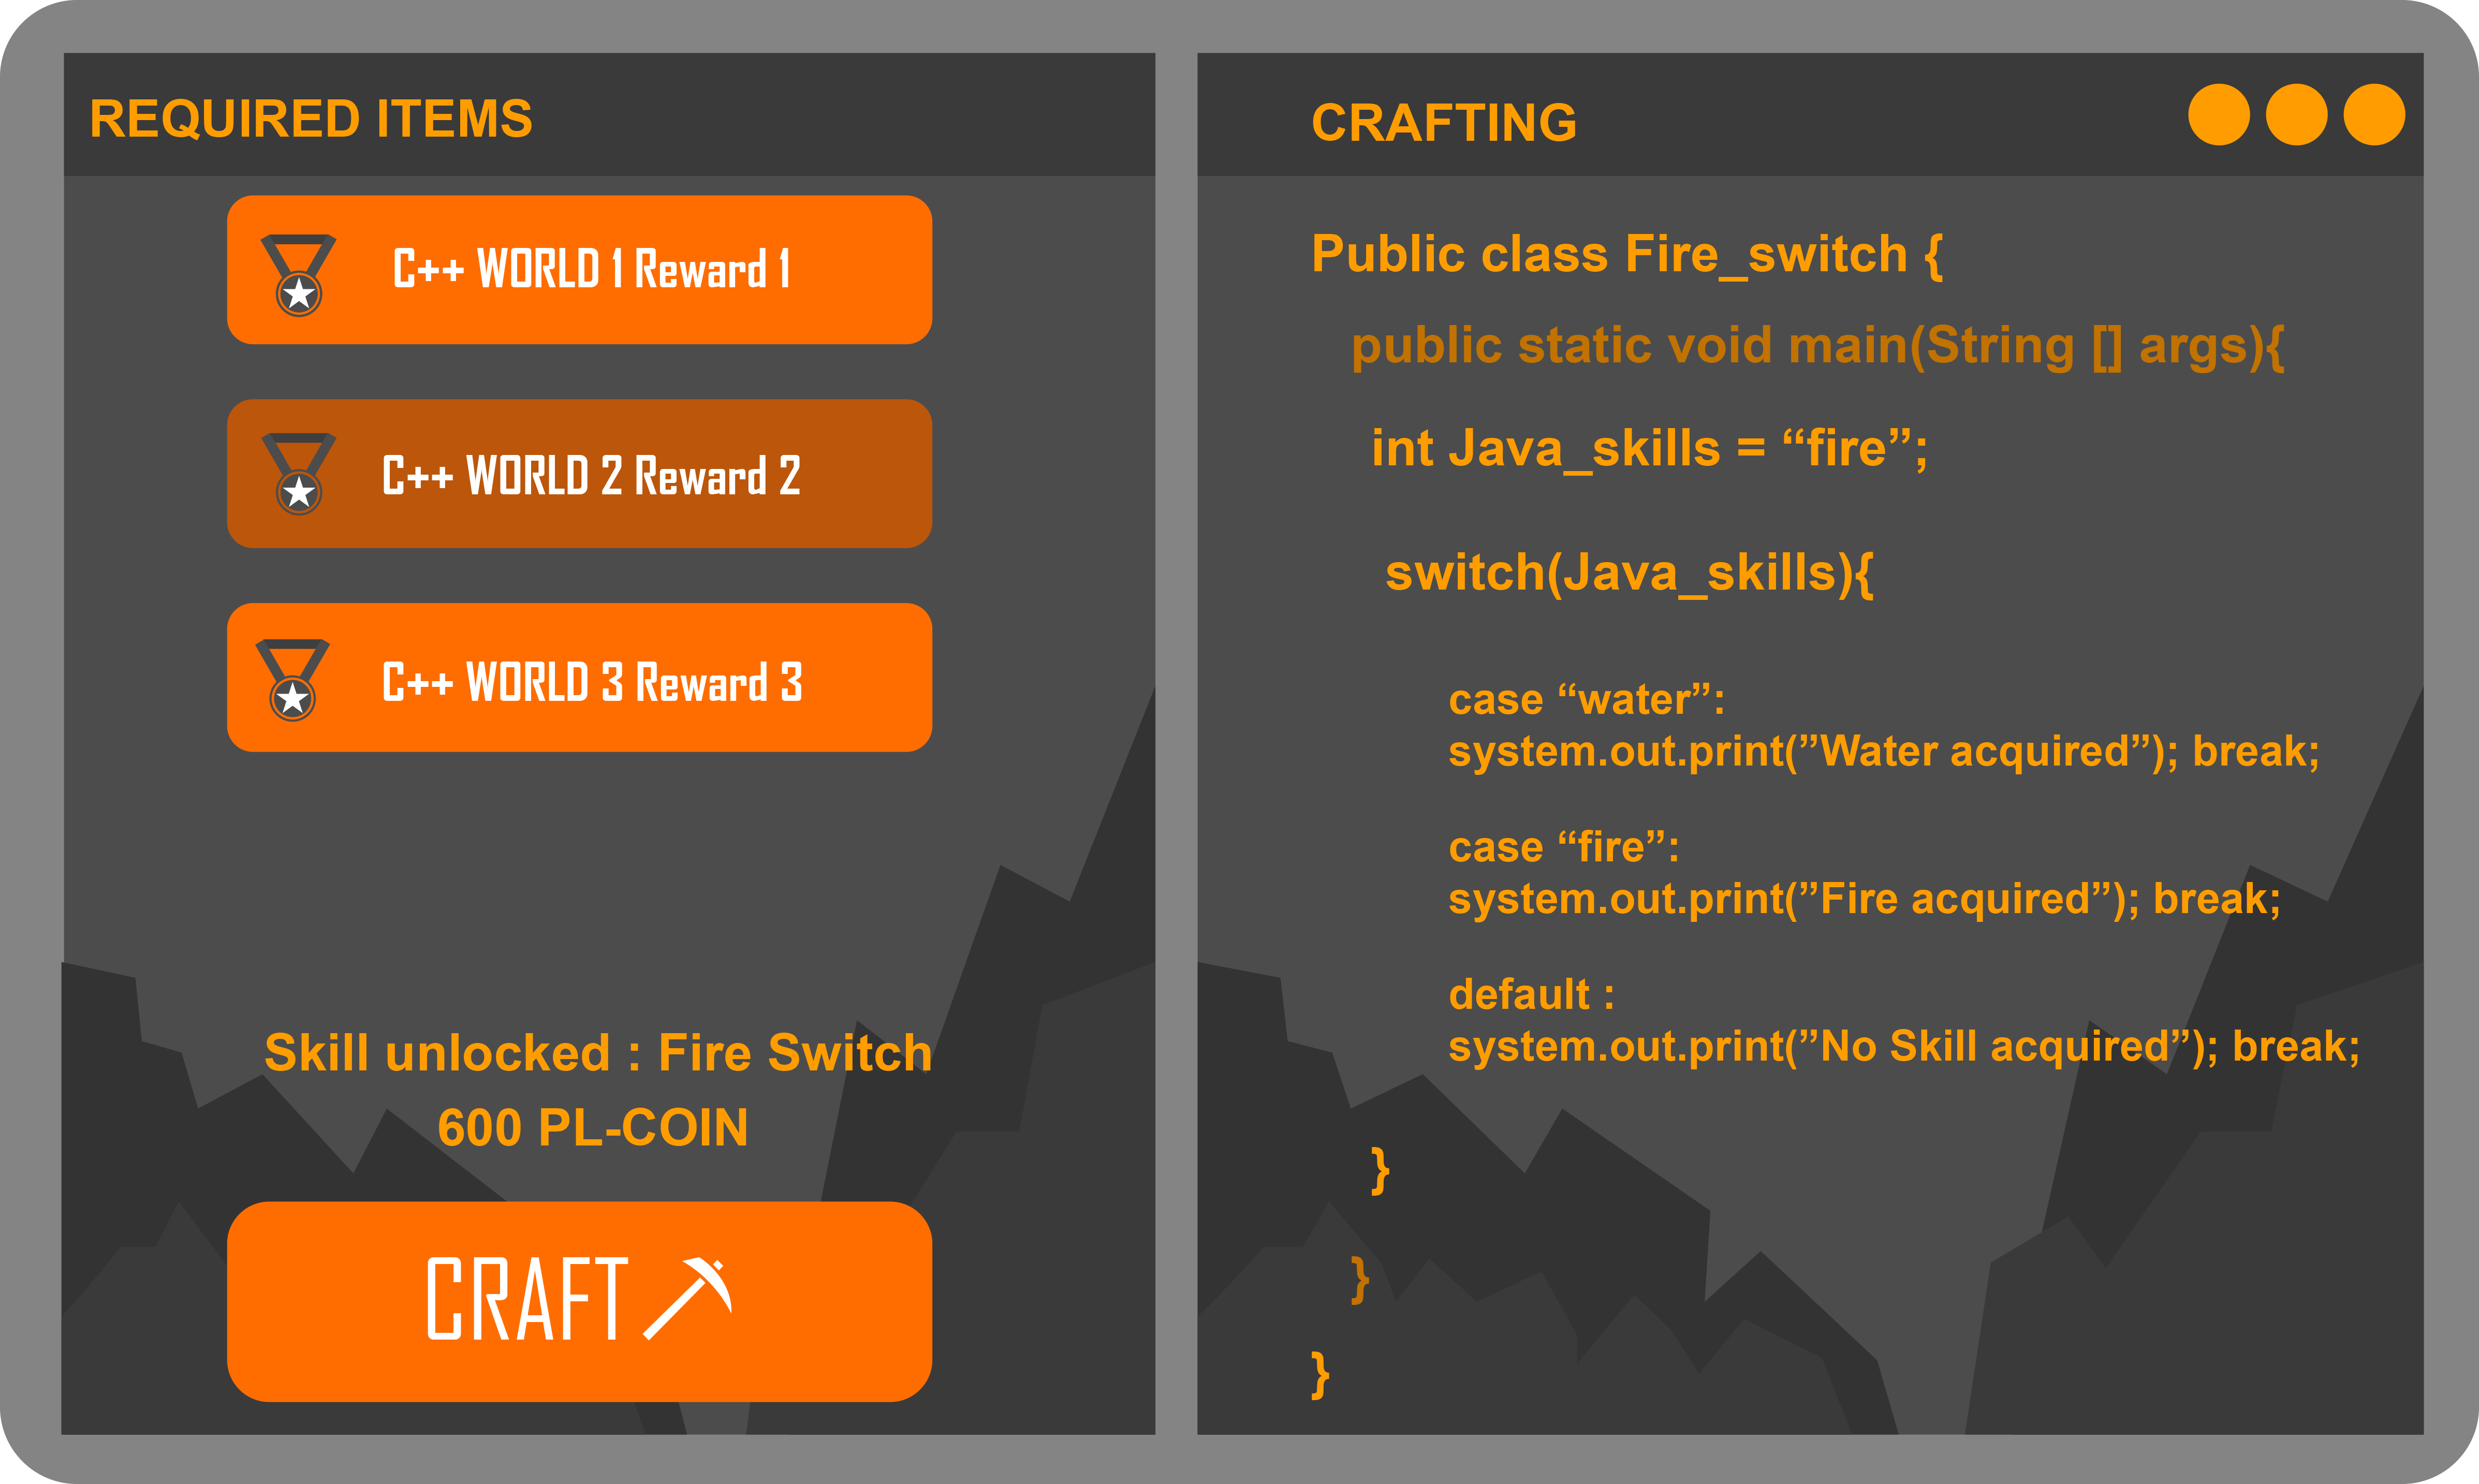 REQUIRED ITEMS
C++ WORLD 1 Reward 1
C++ WORLD 2 Reward 2
C++ WORLD 3 Reward 3
Skill unlocked : Fire Switch
600 PL-COIN
CRAFT
CRAFTING
Public class Fire_switch {
public static void main(String [] args){
int Java_skills = “fire”;
switch(Java_skills){
case “water”:
system.out.print(”Water acquired”); break;
case “fire”:
system.out.print(”Fire acquired”); break;
default :
system.out.print(”No Skill acquired”); break;
}
}
}